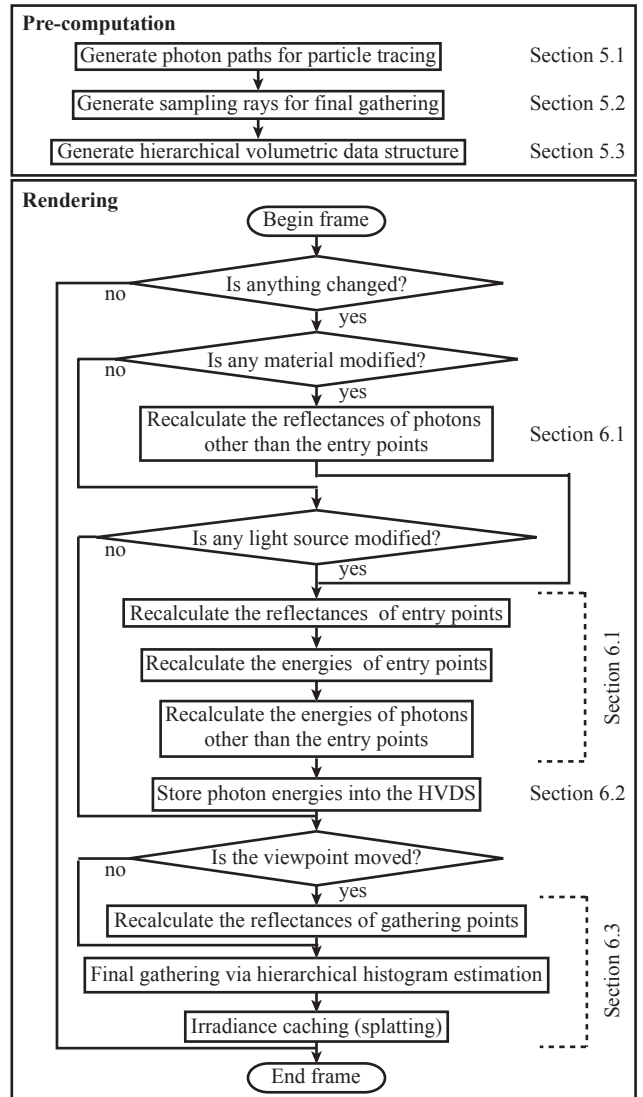 Pre-computation
Generate photon paths for particle tracing
Section 5.1
Generate sampling rays for final gathering
Section 5.2
Generate hierarchical volumetric data structure
Section 5.3
Rendering
Begin frame
Is anything changed?
no
yes
Is any material modified?
no
yes
Recalculate the reflectances of photons
other than the entry points
Section 6.1
Is any light source modified?
no
yes
Recalculate the reflectances of entry points
Recalculate the energies of entry points
Recalculate the energies of photons
other than the entry points
Section 6.1
Store photon energies into the HVDS
Section 6.2
Is the viewpoint moved?
no
yes
Recalculate the reflectances of gathering points
Final gathering via hierarchical histogram estimation
Irradiance caching (splatting)
Section 6.3
End frame